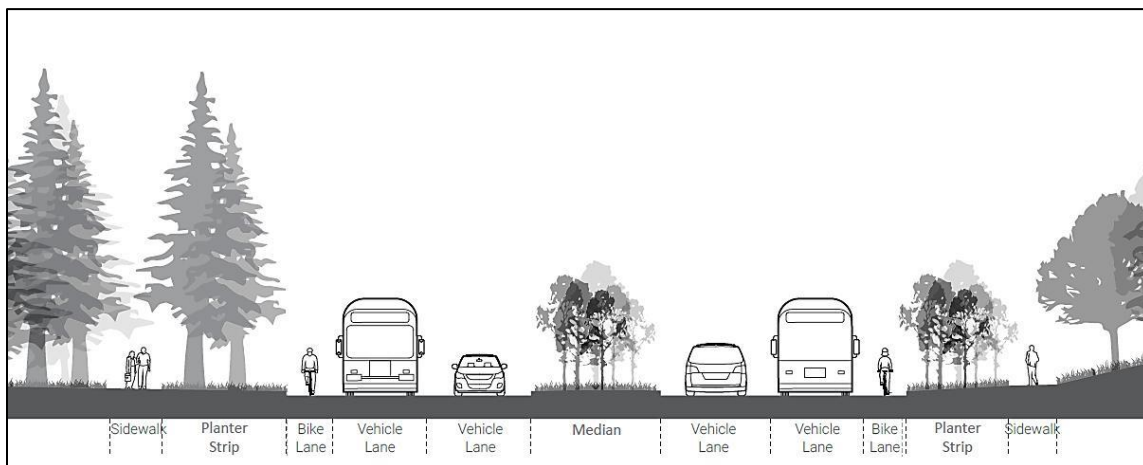 Sidewalk
Planter
Strip
Bike
Lane
Vehicle
Lane
Vehicle
Lane
Median
Vehicle
Lane
Vehicle
Lane
Bike
Lane
Planter
Strip
Sidewalk